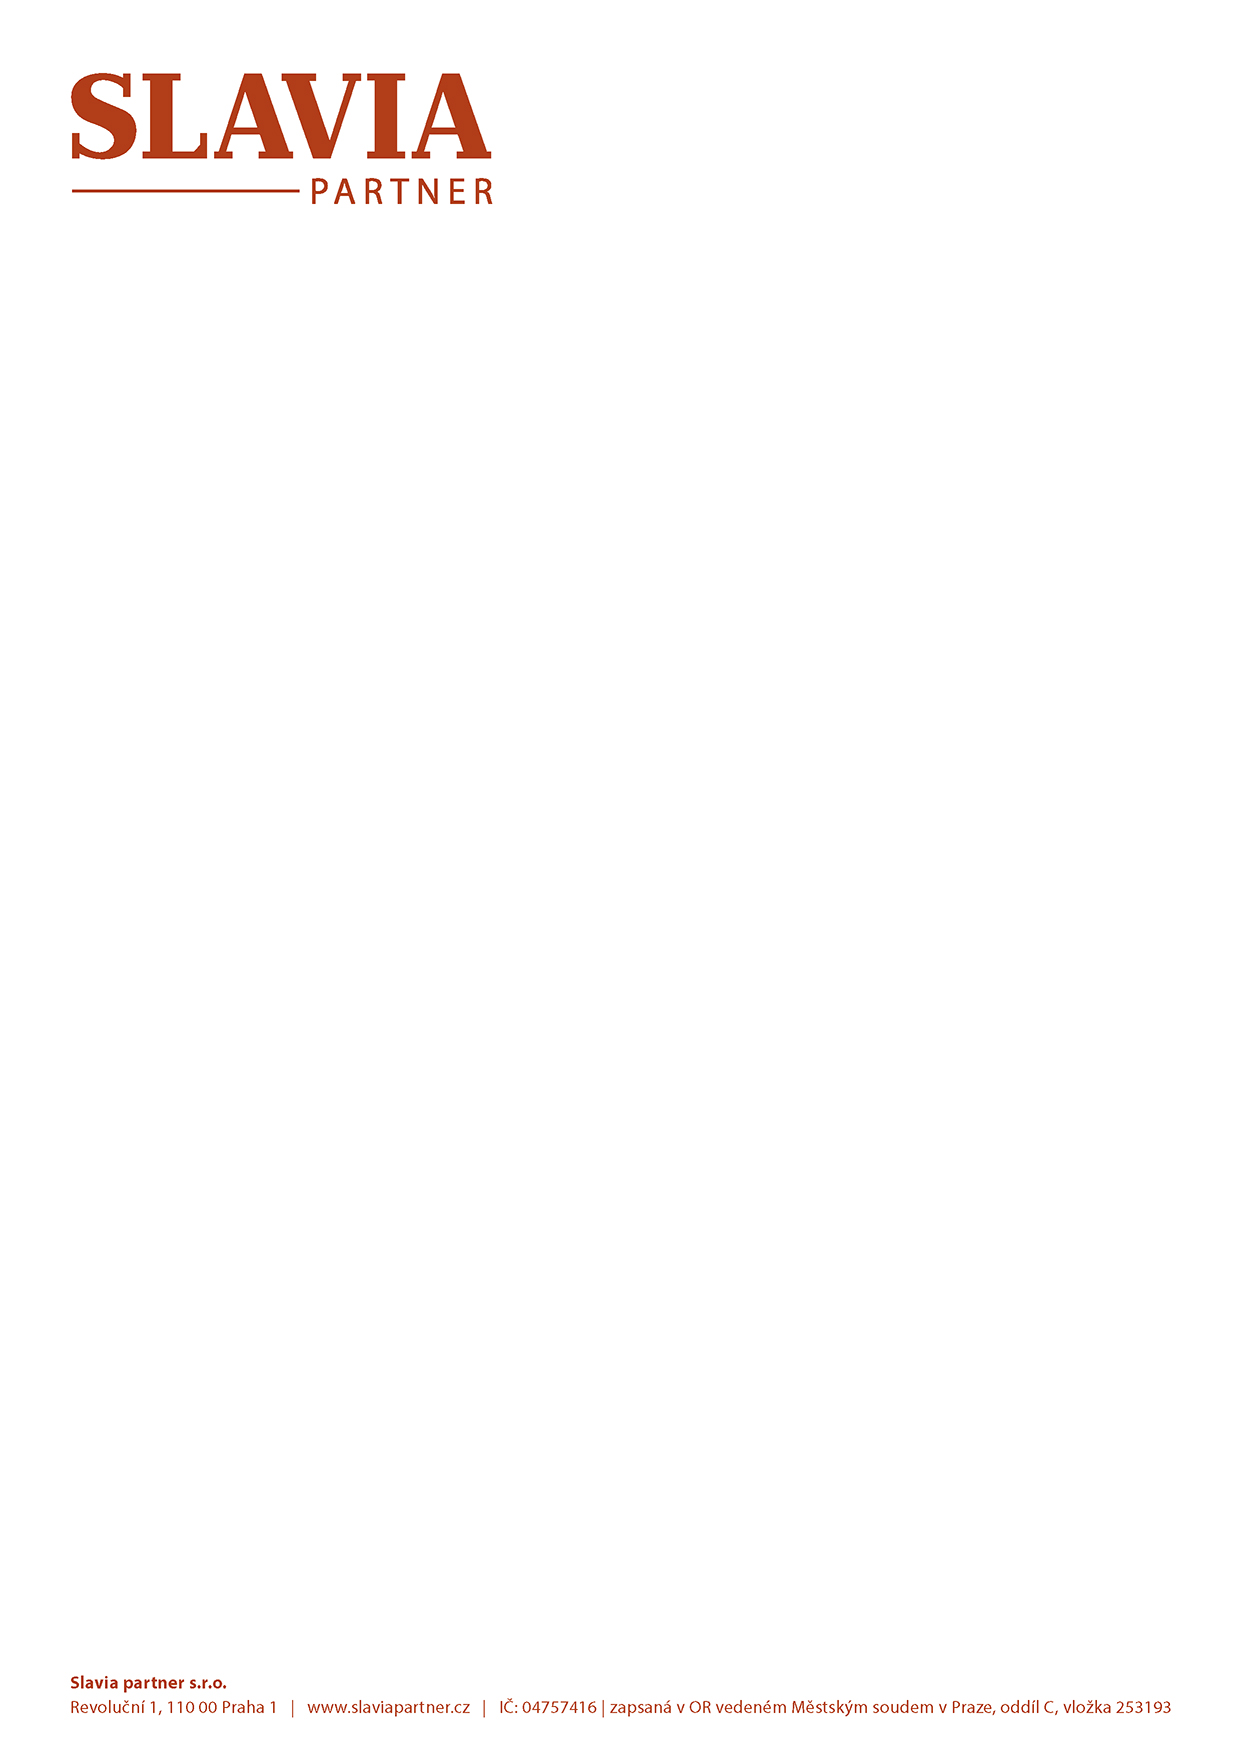 SLAVIA
PARTNER
Slavia partner s.r.o.
Revoluční 1, 110 00 Praha 1 | www.slaviapartner.cz | IČ: 04757416 | zapsaná v OR vedeném Městským soudem v Praze, oddíl C, vložka 253193